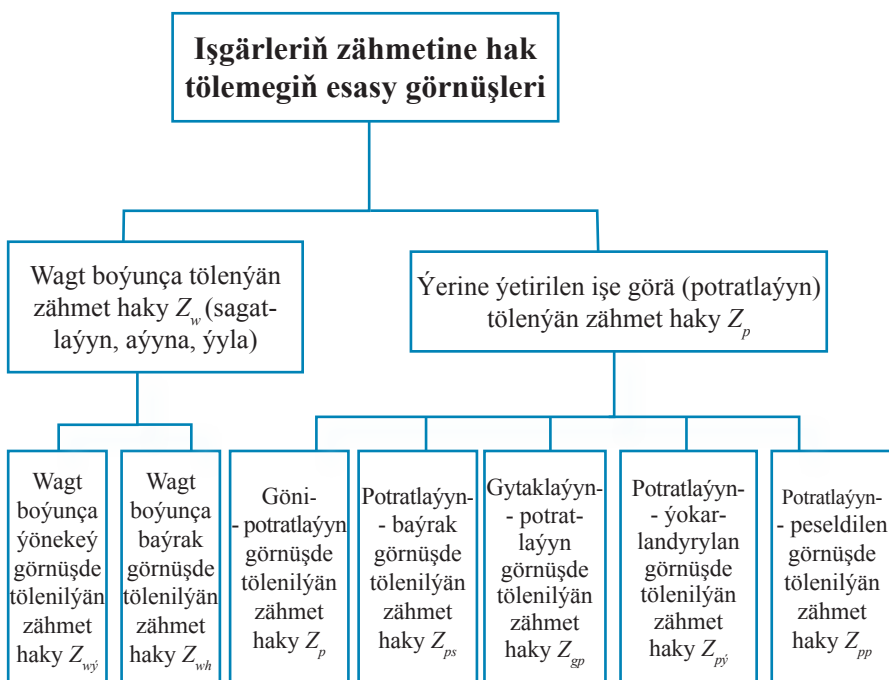 Işgärleriň zähmetine hak
tölemegiň esasy görnüşleri
Wagt boýunça tölenýän
zähmet haky Z_w (sagat-
laýyn, aýyna, ýyla)
Ýerine ýetirilen işe görä (potratlaýyn)
tölenýän zähmet haky Z_p
Wagt
boýunça
ýönekeý
görnüşde
tölenilýän
zähmet
haky Z_wý
Wagt
boýunça
baýrak
görnüşde
tölenilýän
zähmet
haky Z_wh
Göni-
- potratlaýyn
görnüşde
tölenilýän
zähmet
haky Z_p
Potratlaýyn-
- baýrak
görnüşde
tölenilýän
zähmet
haky Z_ps
Gytaklaýyn-
- potrat-
laýyn
görnüşde
tölenilýän
zähmet
haky Z_gp
Potratlaýyn-
- ýokar-
landyrylan
görnüşde
tölenilýän
zähmet
haky Z_pý
Potratlaýyn-
- peseldilen
görnüşde
tölenilýän
zähmet
haky Z_pp